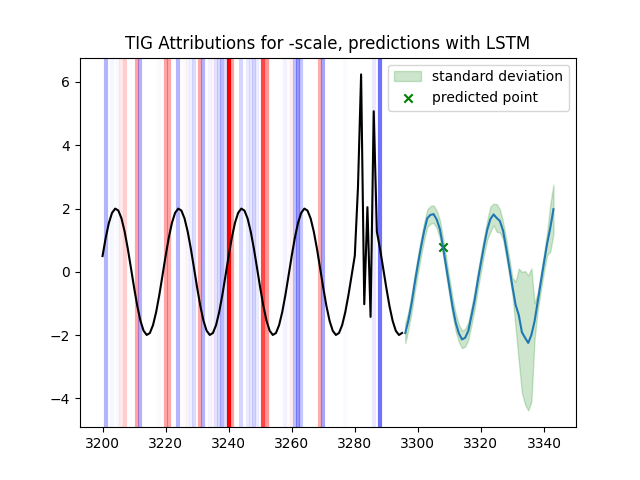 TIG Attributions for -scale, predictions with LSTM
standard deviation
predicted point
6
4
2
0
−2
−4
3200 3220 3240 3260 3280 3300 3320 3340